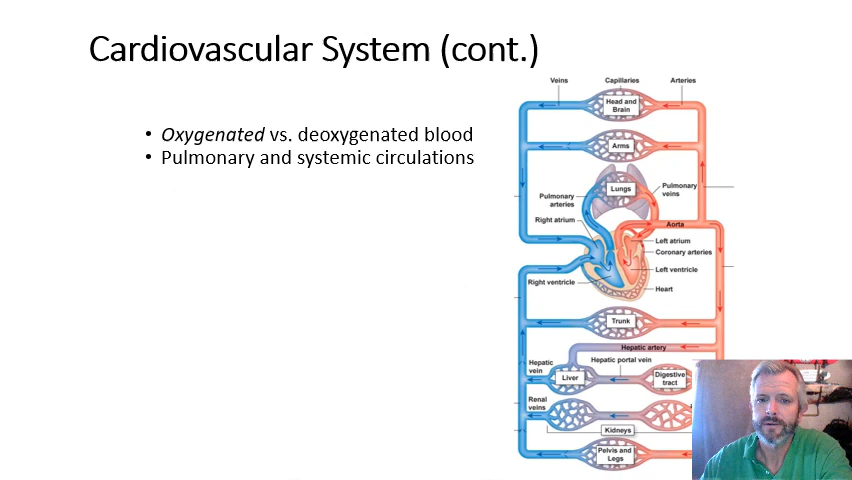 Cardiovascular System (cont.)
• Oxygenated vs. deoxygenated blood
• Pulmonary and systemic circulations
Veins
Capillaries
Arteries
Head and
Brain
Arms
Lungs
Pulmonary
veins
Pulmonary
arteries
Right atrium
Aorta
Left atrium
Coronary arteries
Left ventricle
Right ventricle
Heart
Trunk
Hepatic artery
Hepatic portal vein
Hepatic
vein
Liver
Digestive
tract
Renal
veins
Kidneys
Pelvis and
Legs